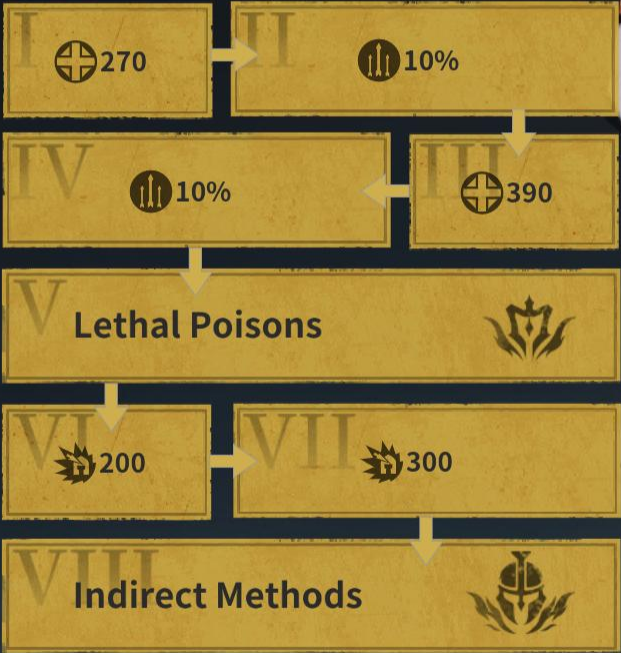 I 270
II 10%
III 390
IV 10%
V Lethal Poisons
VI 200
VII 300
VIII Indirect Methods